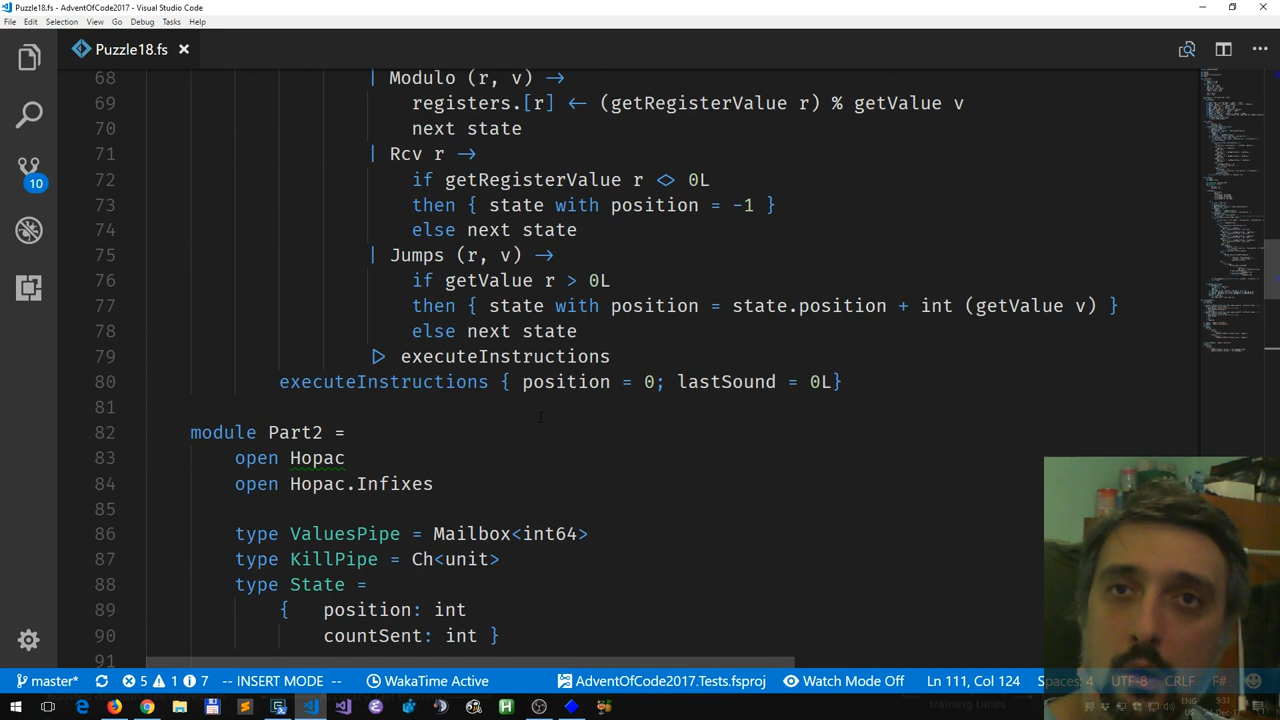 Puzzle18.fs - AdventOfCode2017 - Visual Studio Code
File Edit Selection View Go Debug Tasks Help
Puzzle18.fs
68 | Modulo (r, v) →
69 registers.[r] ← (getRegisterValue r) % getValue v
70 next state
71 | Rcv r →
72 if getRegisterValue r <> 0L
73 then { state with position = -1 }
74 else next state
75 | Jumps (r, v) →
76 if getValue r > 0L
77 then { state with position = state.position + int (getValue v) }
78 else next state
79 ▷ executeInstructions
80 executeInstructions { position = 0; lastSound = 0L}
81
82 module Part2 =
83 open Hopac
84 open Hopac.Infixes
85
86 type ValuesPipe = Mailbox<int64>
87 type KillPipe = Ch<unit>
88 type State =
89 { position: int
90 countSent: int }
91
10
master* 5 1 7 -- INSERT MODE -- WakaTime Active AdventOfCode2017.Tests.fsproj Watch Mode Off Ln 111, Col 124 Spaces: 4 UTF-8 CRLF F#
ENG 5:33
training times